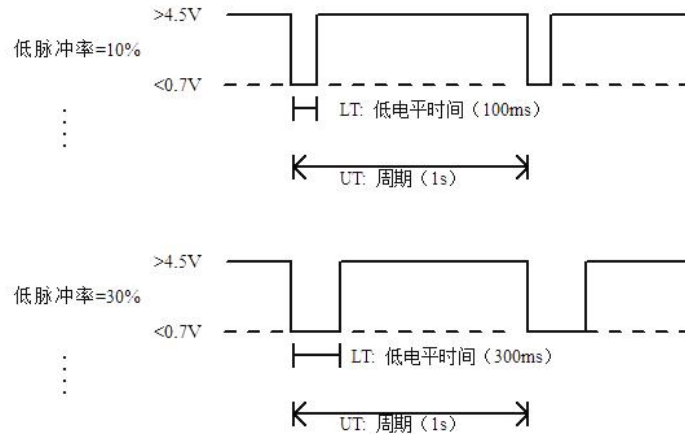 >4.5V
低脉冲率=10%
<0.7V
LT: 低电平时间（100ms）
UT: 周期（1s）
>4.5V
低脉冲率=30%
<0.7V
LT: 低电平时间（300ms）
UT: 周期（1s）